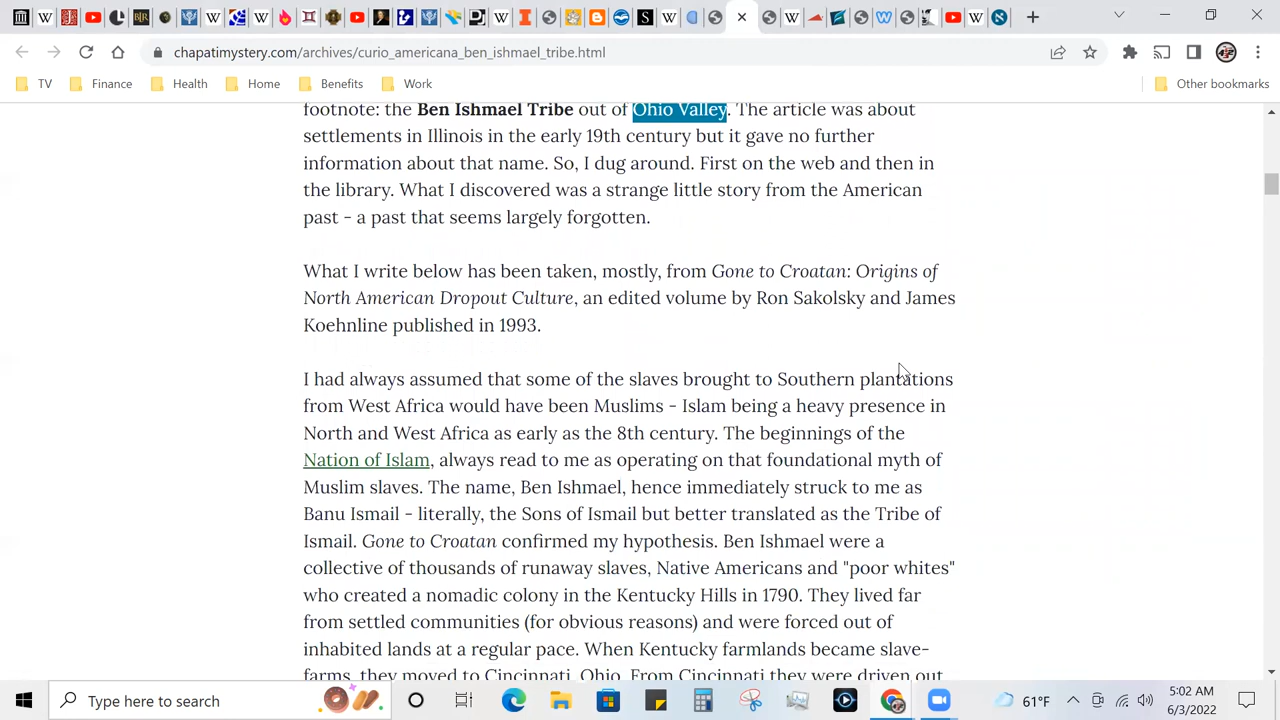 chapatimystery.com/archives/curio_americana_ben_ishmael_tribe.html
TV Finance Health Home Benefits Work Other bookmarks
footnote: the Ben Ishmael Tribe out of Ohio Valley. The article was about
settlements in Illinois in the early 19th century but it gave no further
information about that name. So, I dug around. First on the web and then in
the library. What I discovered was a strange little story from the American
past - a past that seems largely forgotten.
What I write below has been taken, mostly, from Gone to Croatan: Origins of
North American Dropout Culture, an edited volume by Ron Sakolsky and James
Koehnline published in 1993.
I had always assumed that some of the slaves brought to Southern plantations
from West Africa would have been Muslims - Islam being a heavy presence in
North and West Africa as early as the 8th century. The beginnings of the
Nation of Islam, always read to me as operating on that foundational myth of
Muslim slaves. The name, Ben Ishmael, hence immediately struck to me as
Banu Ismail - literally, the Sons of Ismail but better translated as the Tribe of
Ismail. Gone to Croatan confirmed my hypothesis. Ben Ishmael were a
collective of thousands of runaway slaves, Native Americans and "poor whites"
who created a nomadic colony in the Kentucky Hills in 1790. They lived far
from settled communities (for obvious reasons) and were forced out of
inhabited lands at a regular pace. When Kentucky farmlands became slave-
farms, they moved to Cincinnati, Ohio. From Cincinnati they were driven out
Type here to search
61°F
5:02 AM
6/3/2022